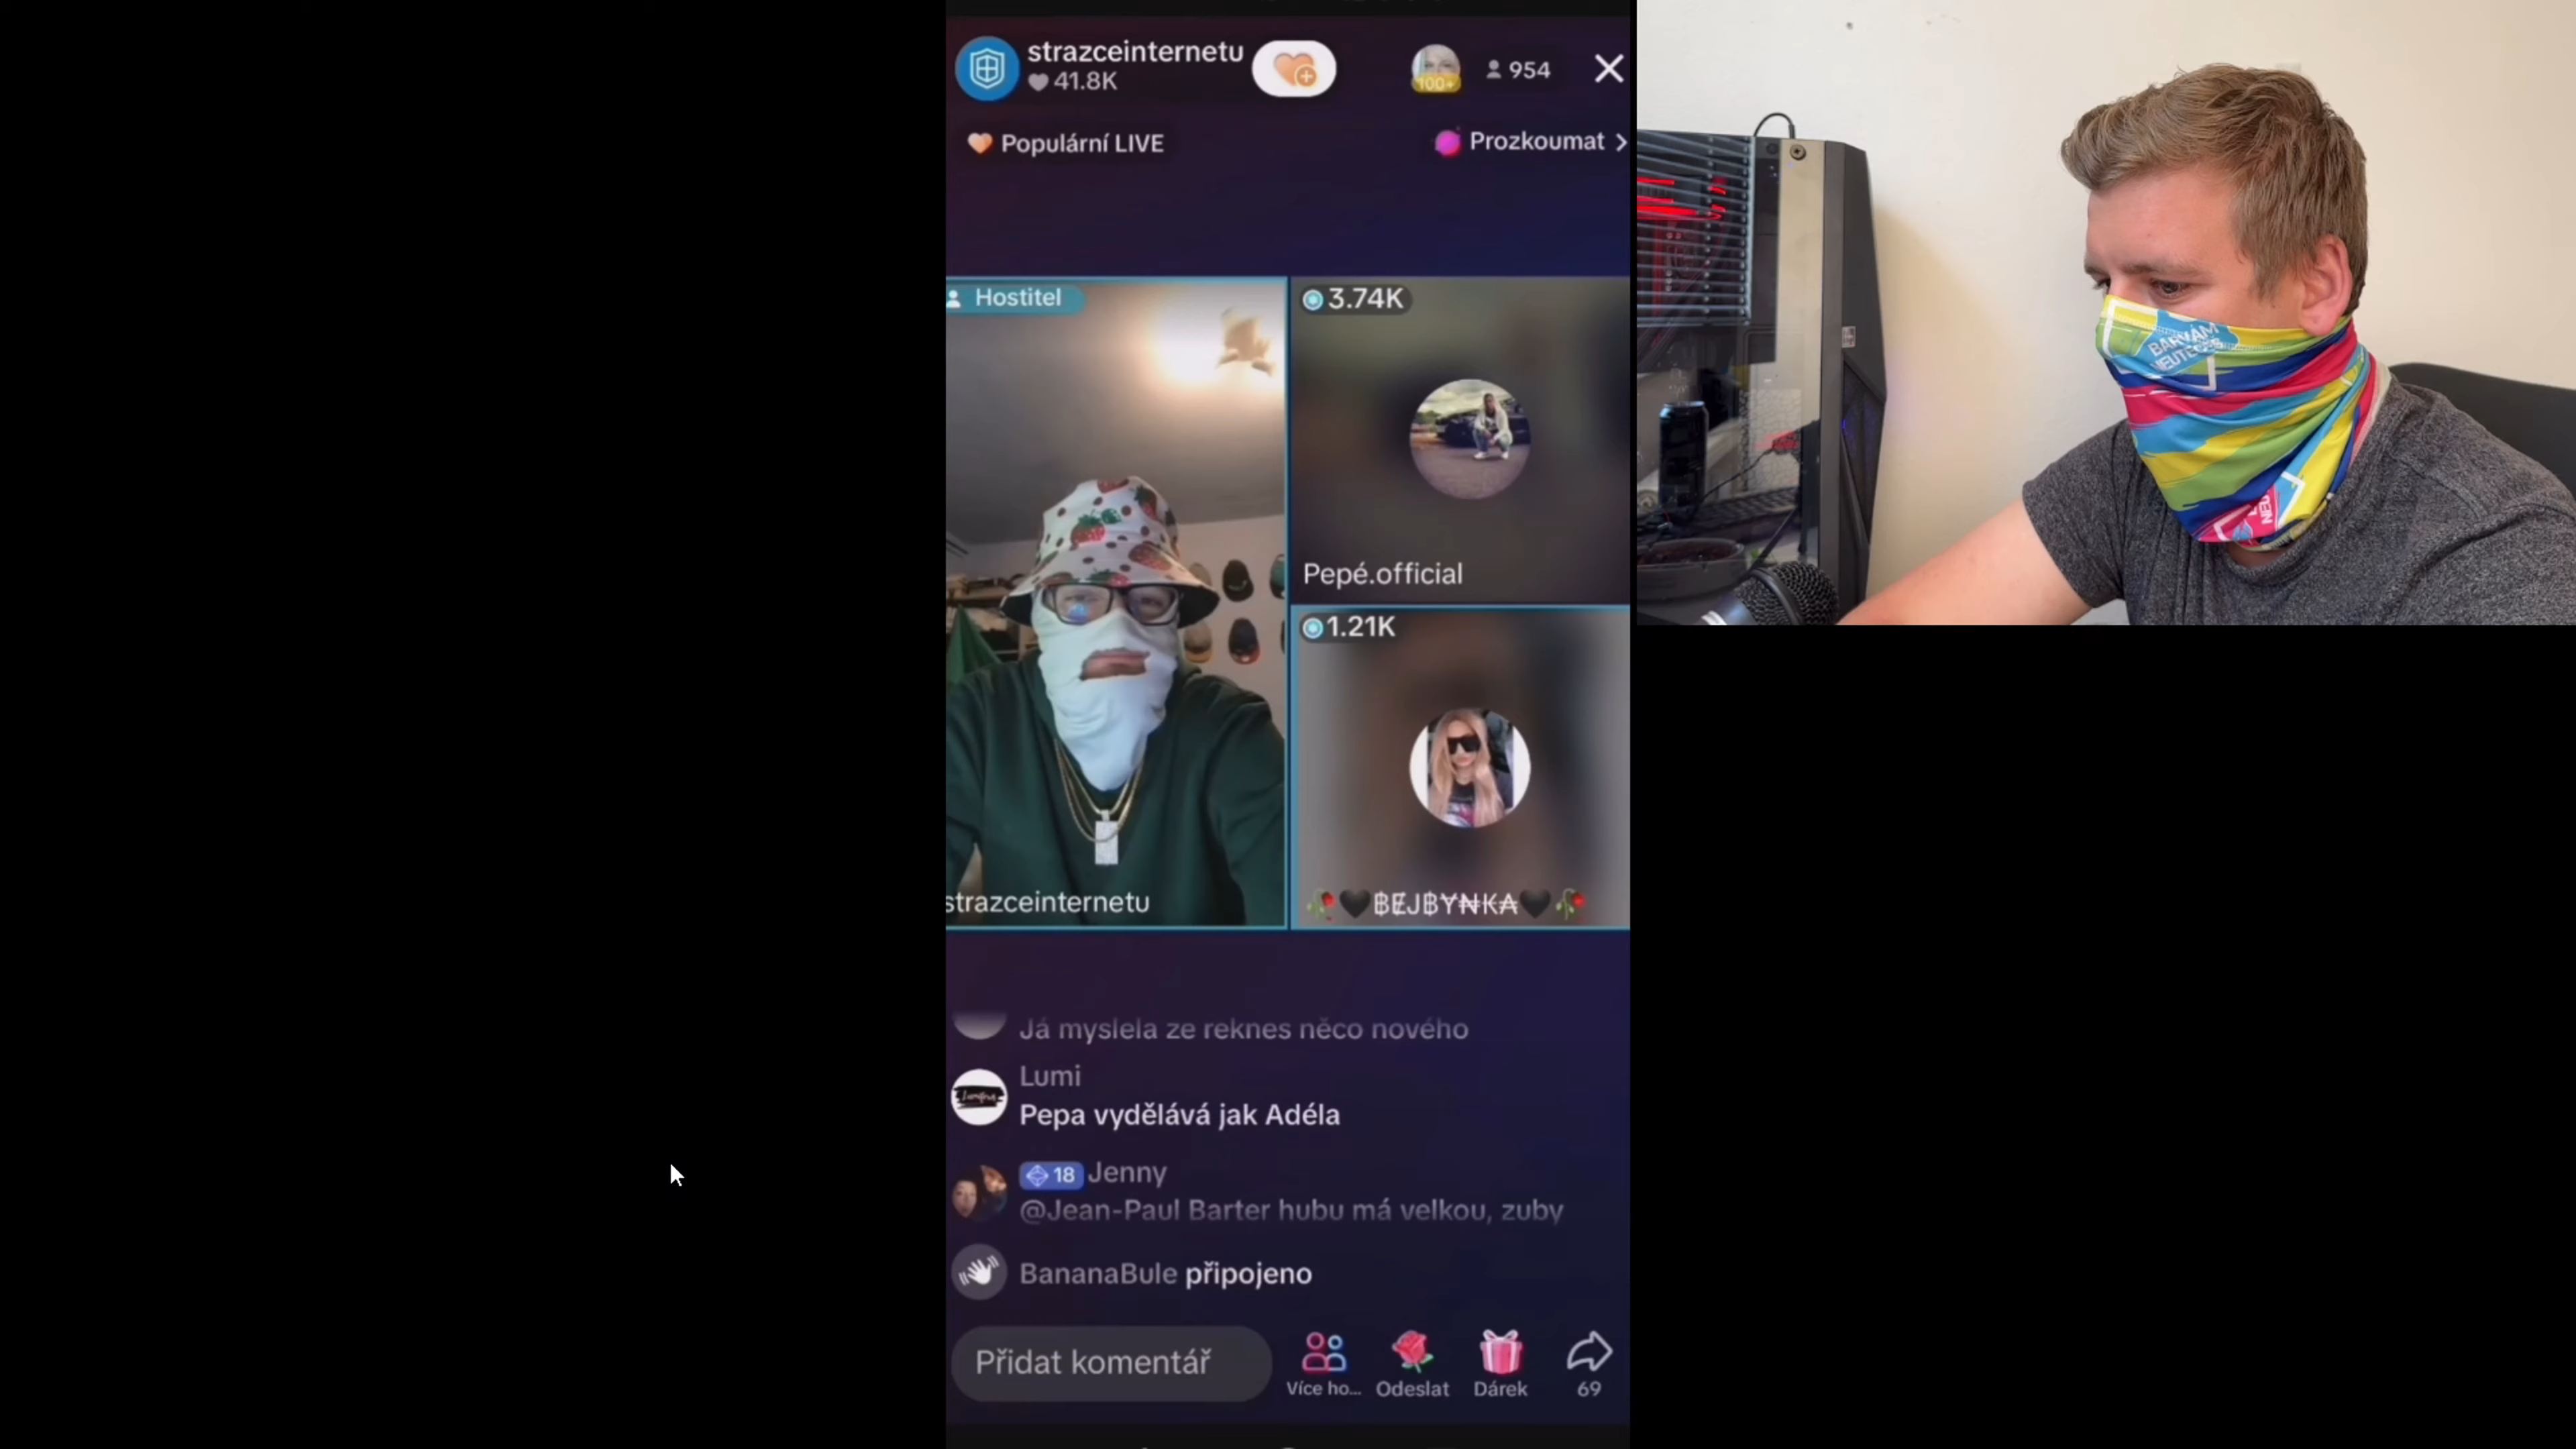 strazceinternetu
41.8K
100+
954
Populární LIVE
Prozkoumat
Hostitel
3.74K
Pepé.official
1.21K
strazceinternetu
BEJBYNKA
Já myslela ze reknes něco nového
Lumi
Pepa vydělává jak Adéla
18 Jenny
@Jean-Paul Barter hubu má velkou, zuby
BananaBule připojeno
Přidat komentář
Více ho...
Odeslat
Dárek
69